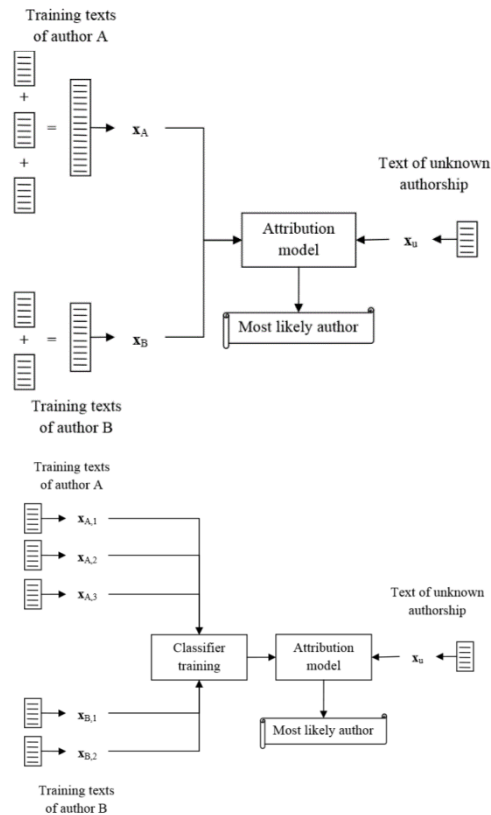 Training texts
of author A
+
=
x_A
+
Text of unknown
authorship
Attribution
model
x_u
Most likely author
+
=
x_B
Training texts
of author B
Training texts
of author A
x_A,1
x_A,2
x_A,3
Text of unknown
authorship
Classifier
training
Attribution
model
x_u
x_B,1
Most likely author
x_B,2
Training texts
of author B